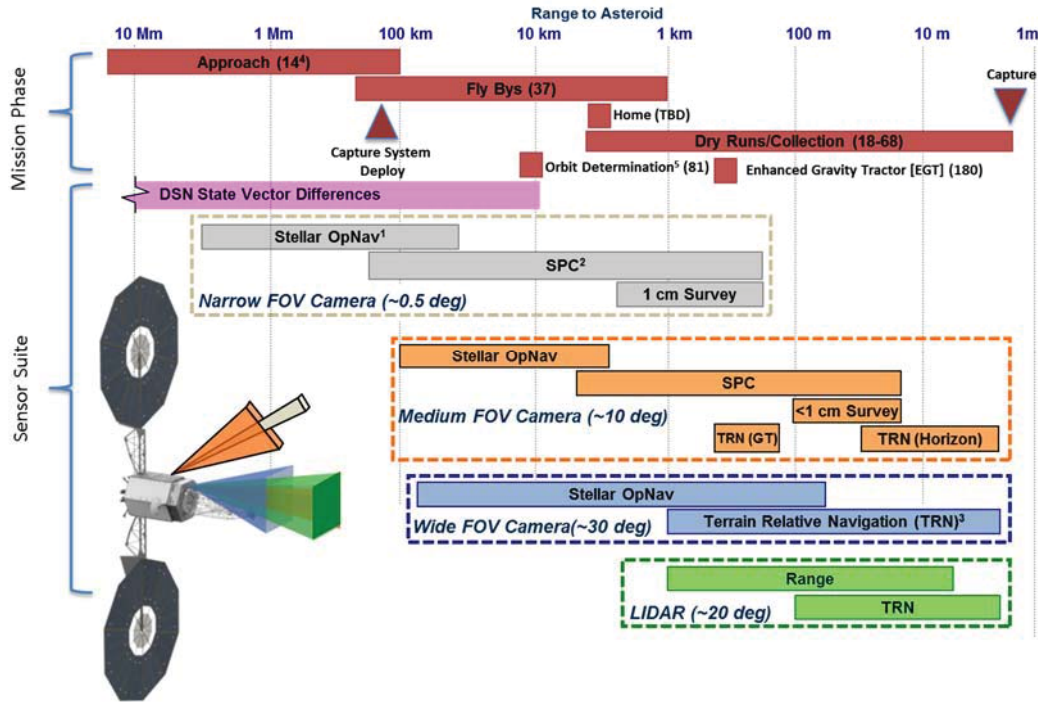 Range to Asteroid
10 Mm 1 Mm 100 km 10 km 1 km 100 m 10 m 1m
Mission Phase
Approach (14⁴)
Capture
Fly Bys (37)
Home (TBD)
Dry Runs/Collection (18-68)
Capture System
Deploy
Orbit Determination⁵ (81)
Enhanced Gravity Tractor [EGT] (180)
Sensor Suite
DSN State Vector Differences
Stellar OpNav¹
SPC²
1 cm Survey
Narrow FOV Camera (~0.5 deg)
Stellar OpNav
SPC
<1 cm Survey
Medium FOV Camera (~10 deg)
TRN (GT)
TRN (Horizon)
Stellar OpNav
Wide FOV Camera(~30 deg)
Terrain Relative Navigation (TRN)³
Range
TRN
LIDAR (~20 deg)